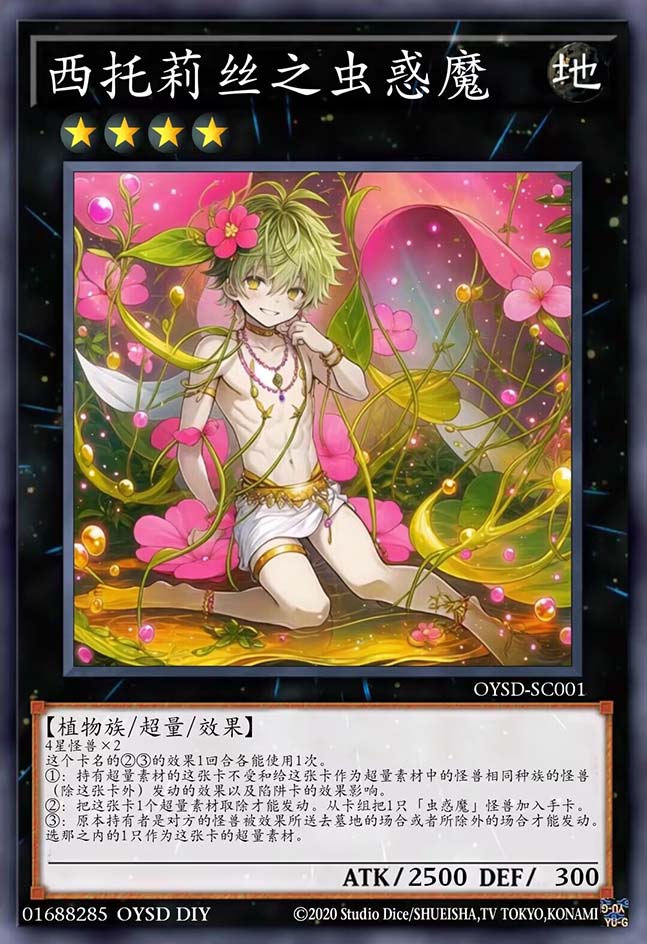 西托莉丝之虫惑魔
地
OYSD-SC001
【植物族/超量/效果】
4星怪兽×2
这个卡名的②③的效果1回合各能使用1次。
①：持有超量素材的这张卡不受和给这张卡作为超量素材中的怪兽相同种族的怪兽
（除这张卡外）发动的效果以及陷阱卡的效果影响。
②：把这张卡1个超量素材取除才能发动。从卡组把1只「虫惑魔」怪兽加入手卡。
③：原本持有者是对方的怪兽被效果所送去墓地的场合或者所除外的场合才能发动。
选那之内的1只作为这张卡的超量素材。
ATK/2500 DEF/ 300
01688285 OYSD DIY ©2020 Studio Dice/SHUEISHA,TV TOKYO,KONAMI